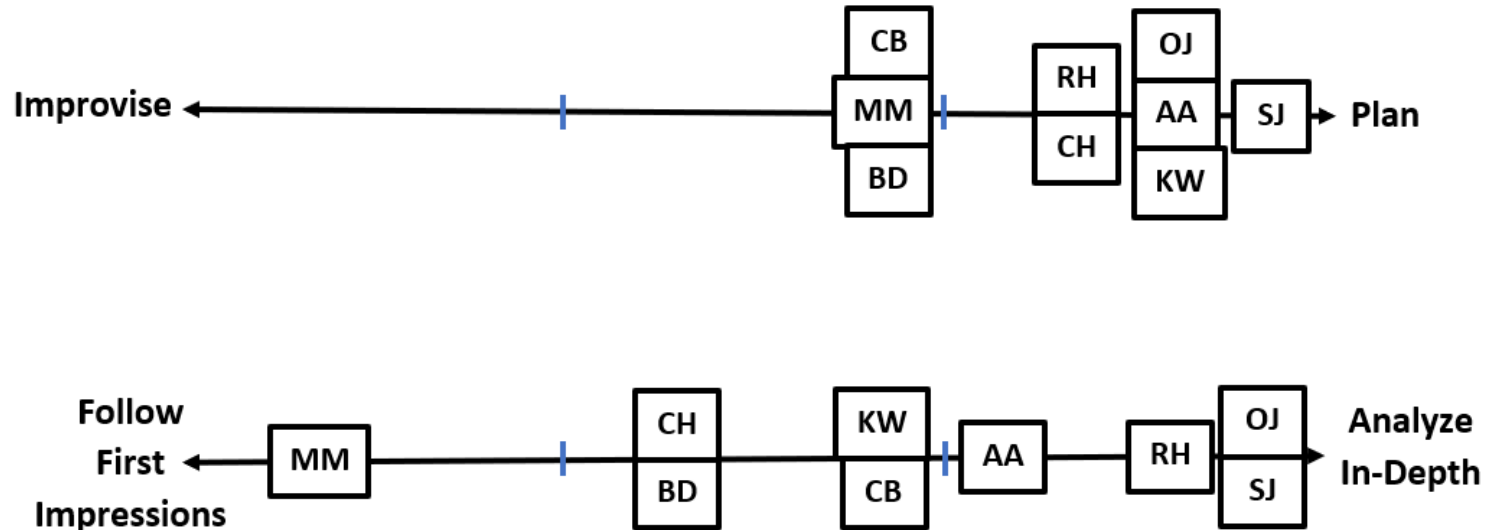 CB
OJ
RH
Improvise
MM
AA
SJ
Plan
CH
BD
KW
Follow
First
Impressions
MM
CH
BD
KW
CB
AA
RH
OJ
SJ
Analyze
In-Depth